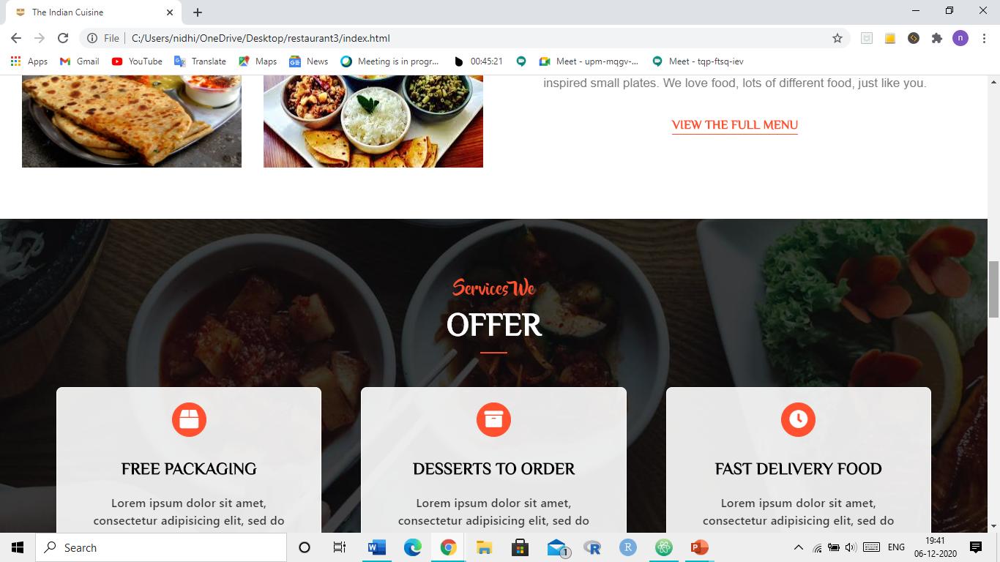 The Indian Cuisine
File C:/Users/nidhi/OneDrive/Desktop/restaurant3/index.html
n
Apps Gmail YouTube Translate Maps News Meeting is in progr... 00:45:21 Meet - upm-mqgv-... Meet - tqp-ftsq-iev
inspired small plates. We love food, lots of different food, just like you.
VIEW THE FULL MENU
Services We
OFFER
FREE PACKAGING
Lorem ipsum dolor sit amet,
consectetur adipisicing elit, sed do
DESSERTS TO ORDER
Lorem ipsum dolor sit amet,
consectetur adipisicing elit, sed do
FAST DELIVERY FOOD
Lorem ipsum dolor sit amet,
consectetur adipisicing elit, sed do
Search
1
ENG
19:41
06-12-2020